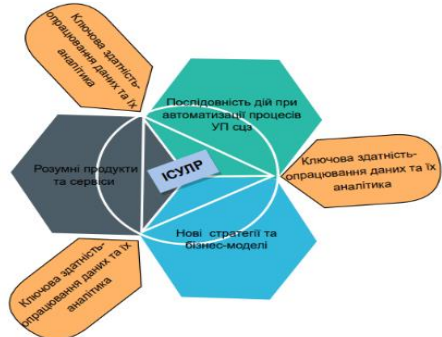 Ключова здатність-
опрацювання даних та їх
аналітика
Послідовність дій при
автоматизації процесів
УП сцз
Розумні продукти
та сервіси
ІСУЛР
Ключова здатність-
опрацювання даних та їх
аналітика
Нові стратегії та
бізнес-моделі
Ключова здатність-
опрацювання даних та їх
аналітика